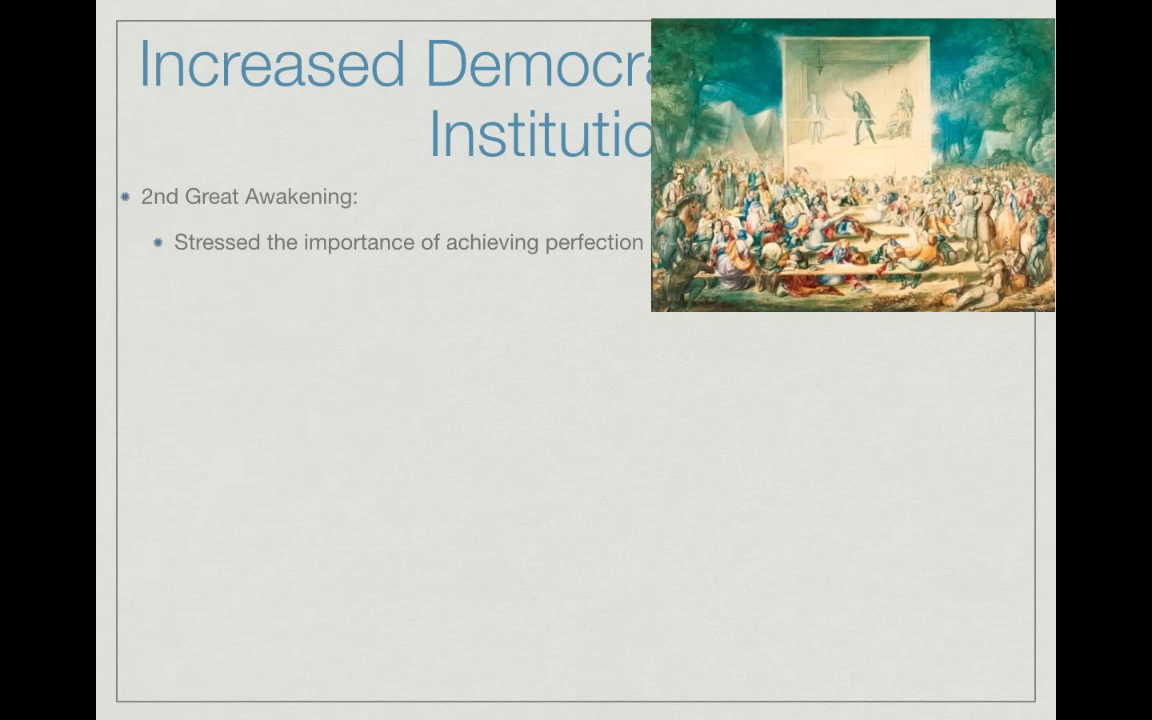 Increased Democra
Institutio
2nd Great Awakening:
Stressed the importance of achieving perfection